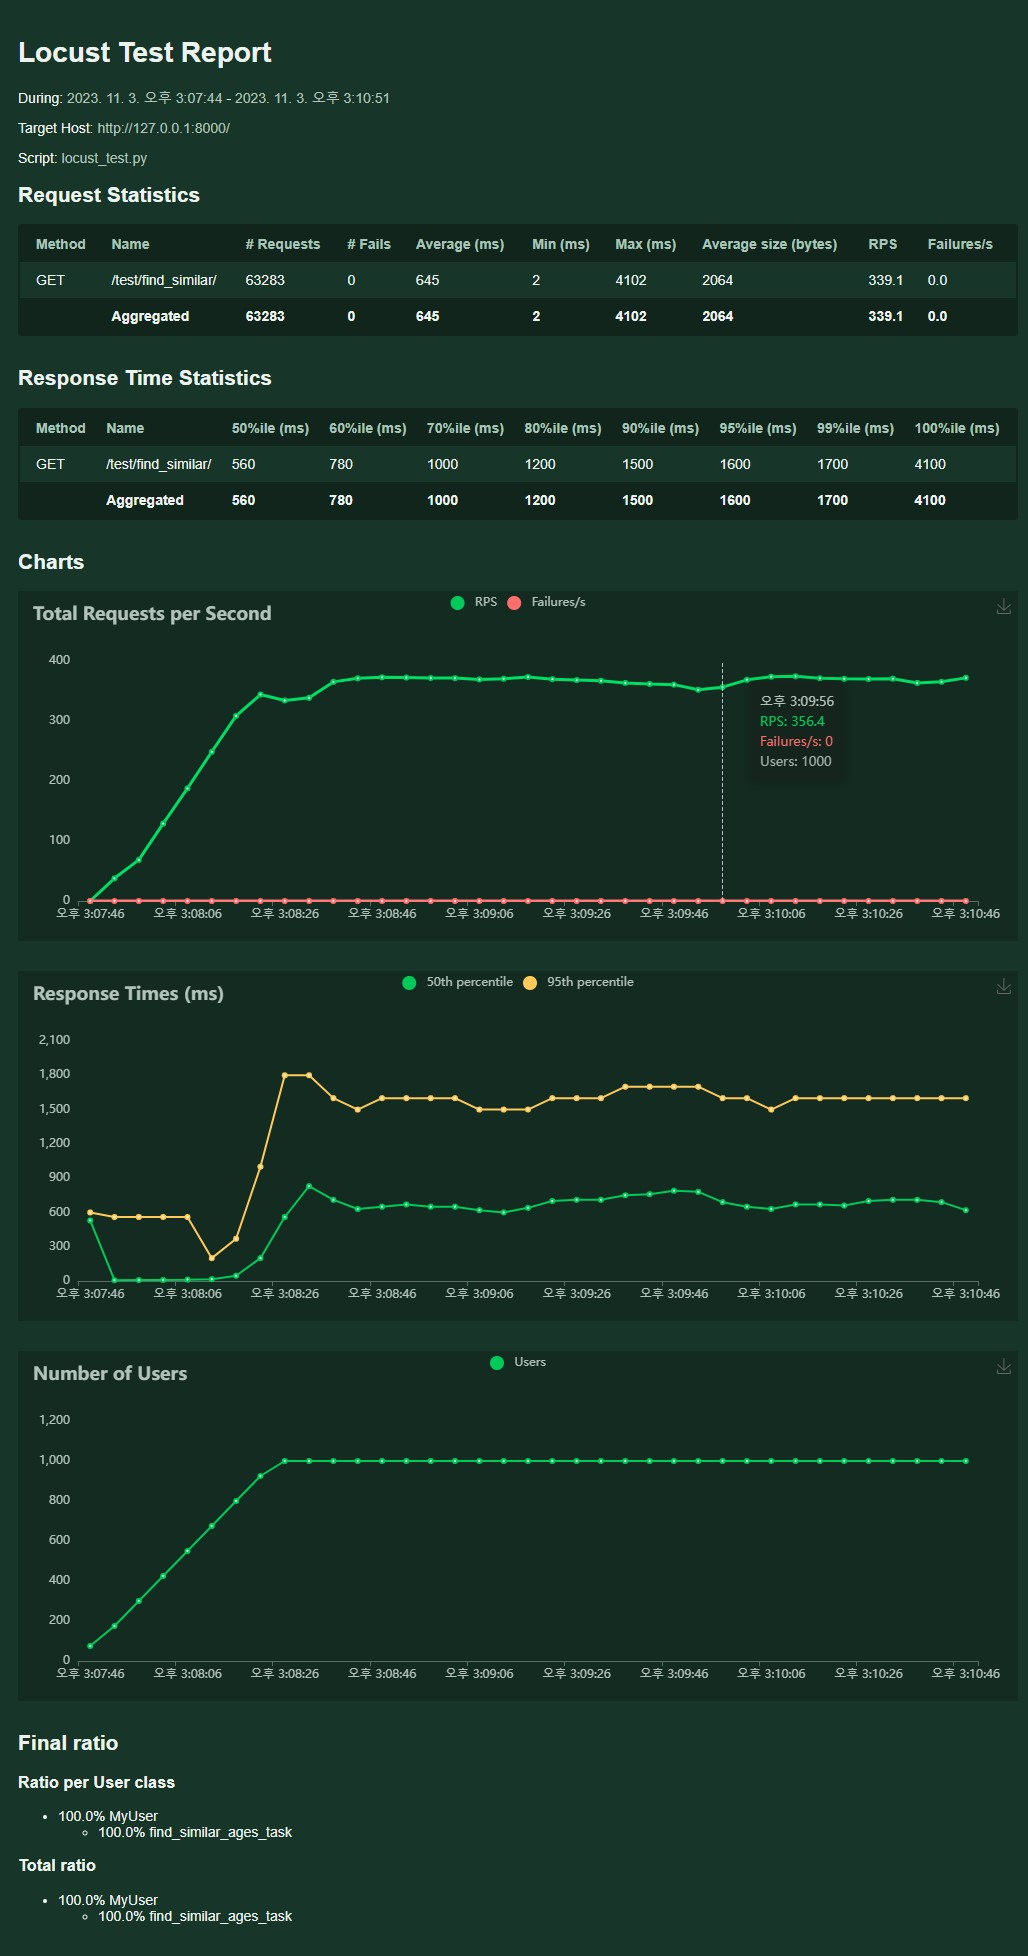 Locust Test Report
During: 2023. 11. 3. 오후 3:07:44 - 2023. 11. 3. 오후 3:10:51
Target Host: http://127.0.0.1:8000/
Script: locust_test.py
Request Statistics
Method Name # Requests # Fails Average (ms) Min (ms) Max (ms) Average size (bytes) RPS Failures/s
GET /test/find_similar/ 63283 0 645 2 4102 2064 339.1 0.0
Aggregated 63283 0 645 2 4102 2064 339.1 0.0
Response Time Statistics
Method Name 50%ile (ms) 60%ile (ms) 70%ile (ms) 80%ile (ms) 90%ile (ms) 95%ile (ms) 99%ile (ms) 100%ile (ms)
GET /test/find_similar/ 560 780 1000 1200 1500 1600 1700 4100
Aggregated 560 780 1000 1200 1500 1600 1700 4100
Charts
RPS Failures/s
Total Requests per Second
400
300
200
100
0
오후 3:09:56
RPS: 356.4
Failures/s: 0
Users: 1000
오후 3:07:46 오후 3:08:06 오후 3:08:26 오후 3:08:46 오후 3:09:06 오후 3:09:26 오후 3:09:46 오후 3:10:06 오후 3:10:26 오후 3:10:46
50th percentile 95th percentile
Response Times (ms)
2,100
1,800
1,500
1,200
900
600
300
0
오후 3:07:46 오후 3:08:06 오후 3:08:26 오후 3:08:46 오후 3:09:06 오후 3:09:26 오후 3:09:46 오후 3:10:06 오후 3:10:26 오후 3:10:46
Users
Number of Users
1,200
1,000
800
600
400
200
0
오후 3:07:46 오후 3:08:06 오후 3:08:26 오후 3:08:46 오후 3:09:06 오후 3:09:26 오후 3:09:46 오후 3:10:06 오후 3:10:26 오후 3:10:46
Final ratio
Ratio per User class
• 100.0% MyUser
◦ 100.0% find_similar_ages_task
Total ratio
• 100.0% MyUser
◦ 100.0% find_similar_ages_task